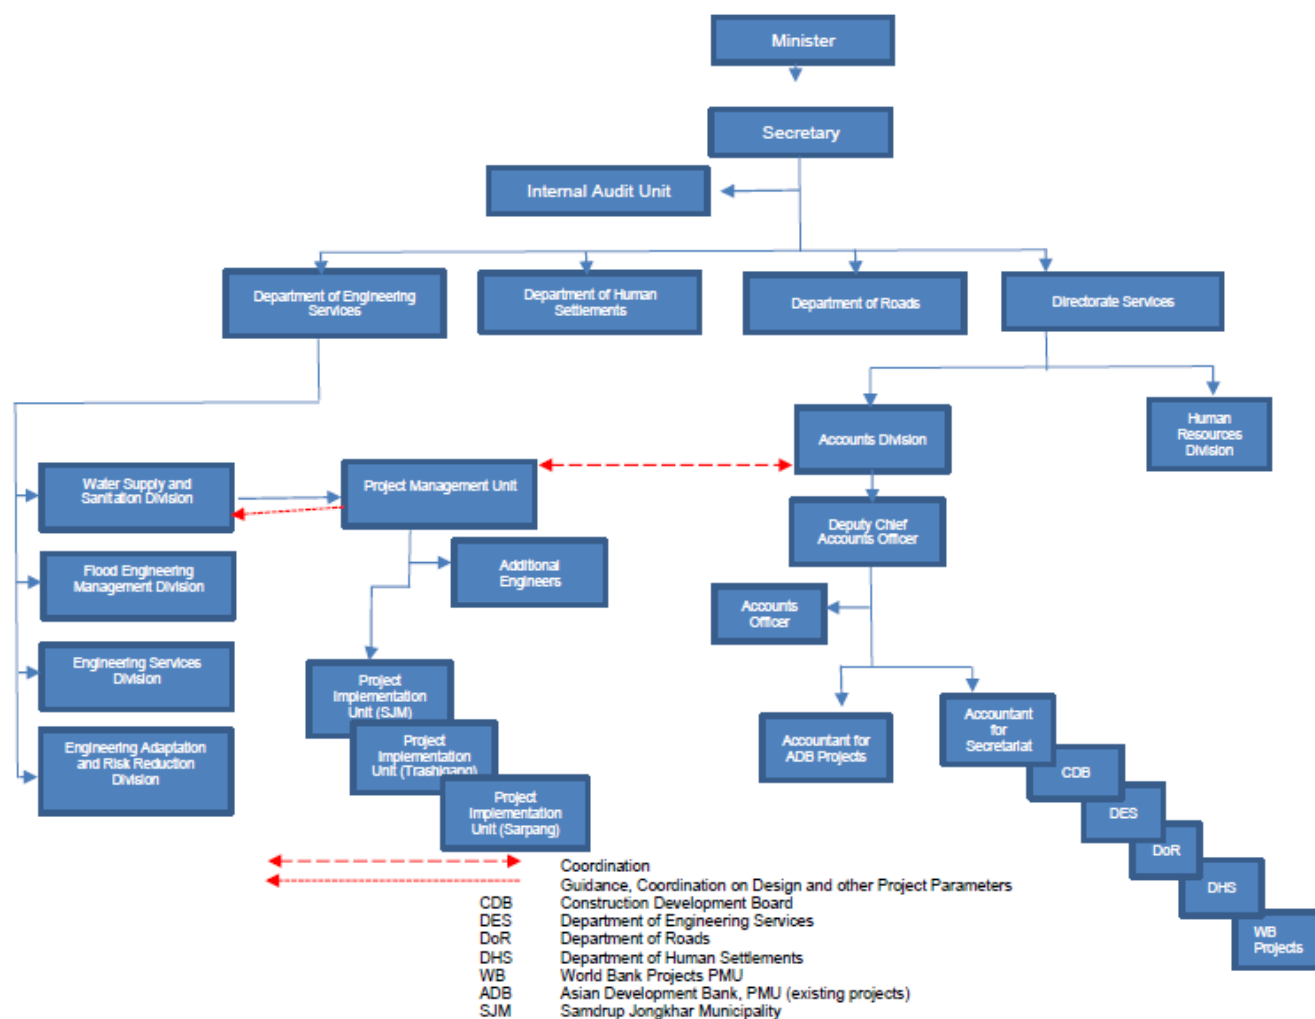 Minister
Secretary
Internal Audit Unit
Department of Engineering
Services
Department of Human
Settlements
Department of Roads
Directorate Services
Accounts Division
Human
Resources
Division
Water Supply and
Sanitation Division
Project Management Unit
Deputy Chief
Accounts Officer
Flood Engineering
Management Division
Additional
Engineers
Accounts
Officer
Engineering Services
Division
Project
Implementation
Unit (SJM)
Accountant
for
Secretariat
Engineering Adaptation
and Risk Reduction
Division
Project
Implementation
Unit (Trashigang)
Accountant for
ADB Projects
CDB
Project
Implementation
Unit (Sarpang)
DES
DoR
DHS
WB
Projects
Coordination
Guidance, Coordination on Design and other Project Parameters
CDB Construction Development Board
DES Department of Engineering Services
DoR Department of Roads
DHS Department of Human Settlements
WB World Bank Projects PMU
ADB Asian Development Bank, PMU (existing projects)
SJM Samdrup Jongkhar Municipality